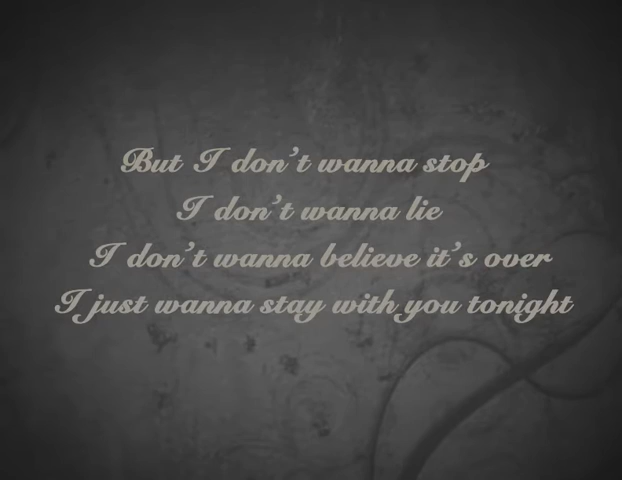 But I don't wanna stop
I don't wanna lie
I don't wanna believe it's over
I just wanna stay with you tonight